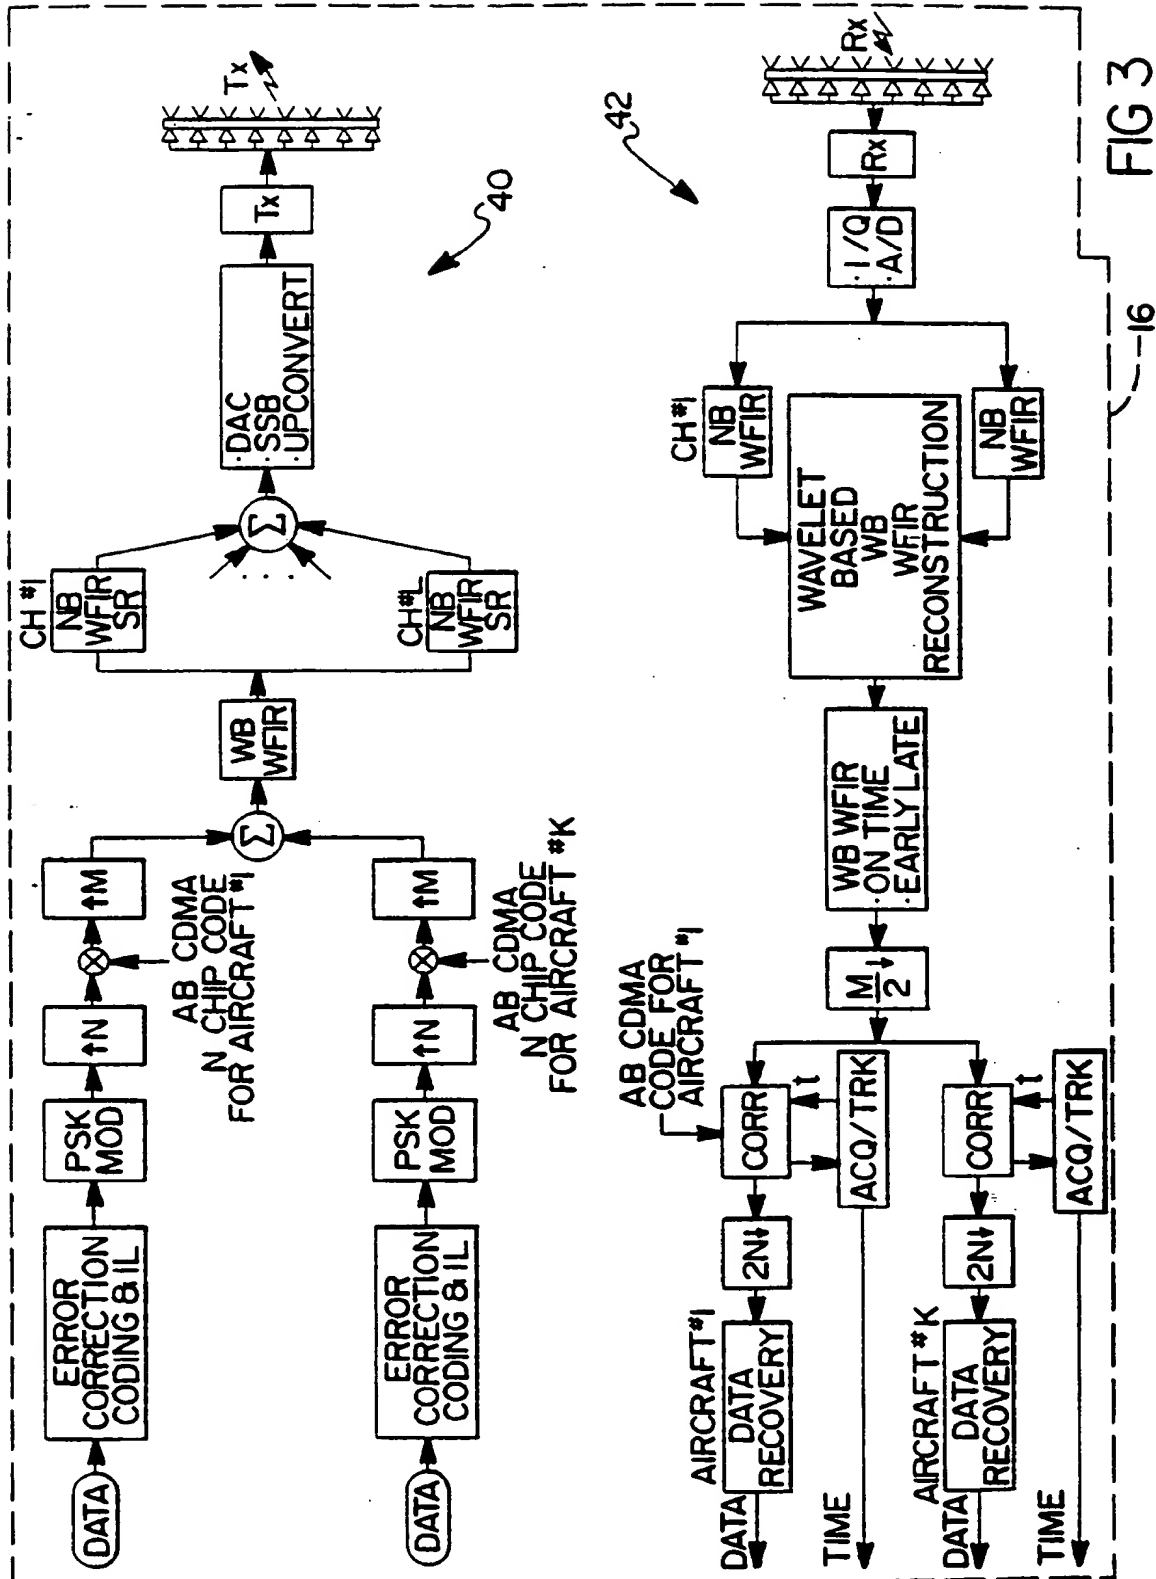 DATA
ERROR
CORRECTION
CODING & IL
PSK
MOD
↑N
AB CDMA
N CHIP CODE
FOR AIRCRAFT #1
↑M
Σ
WB
WFIR
CH #1
NB
WFIR
SR
DATA
ERROR
CORRECTION
CODING & IL
PSK
MOD
↑N
AB CDMA
N CHIP CODE
FOR AIRCRAFT #K
↑M
CH #L
NB
WFIR
SR
Σ
. . .
· DAC
· SSB
· UPCONVERT
Tx
Tx
40
Rx
Rx
42
· I/Q
· A/D
CH #1
NB
WFIR
NB
WFIR
WAVELET
BASED
WB
WFIR
RECONSTRUCTION
WB WFIR
· ON TIME
· EARLY LATE
M
2
↓
AB CDMA
CODE FOR
AIRCRAFT #1
CORR
t
ACQ/TRK
2N↓
AIRCRAFT #1
DATA
RECOVERY
DATA
TIME
CORR
t
ACQ/TRK
2N↓
AIRCRAFT #K
DATA
RECOVERY
DATA
TIME
16
FIG 3